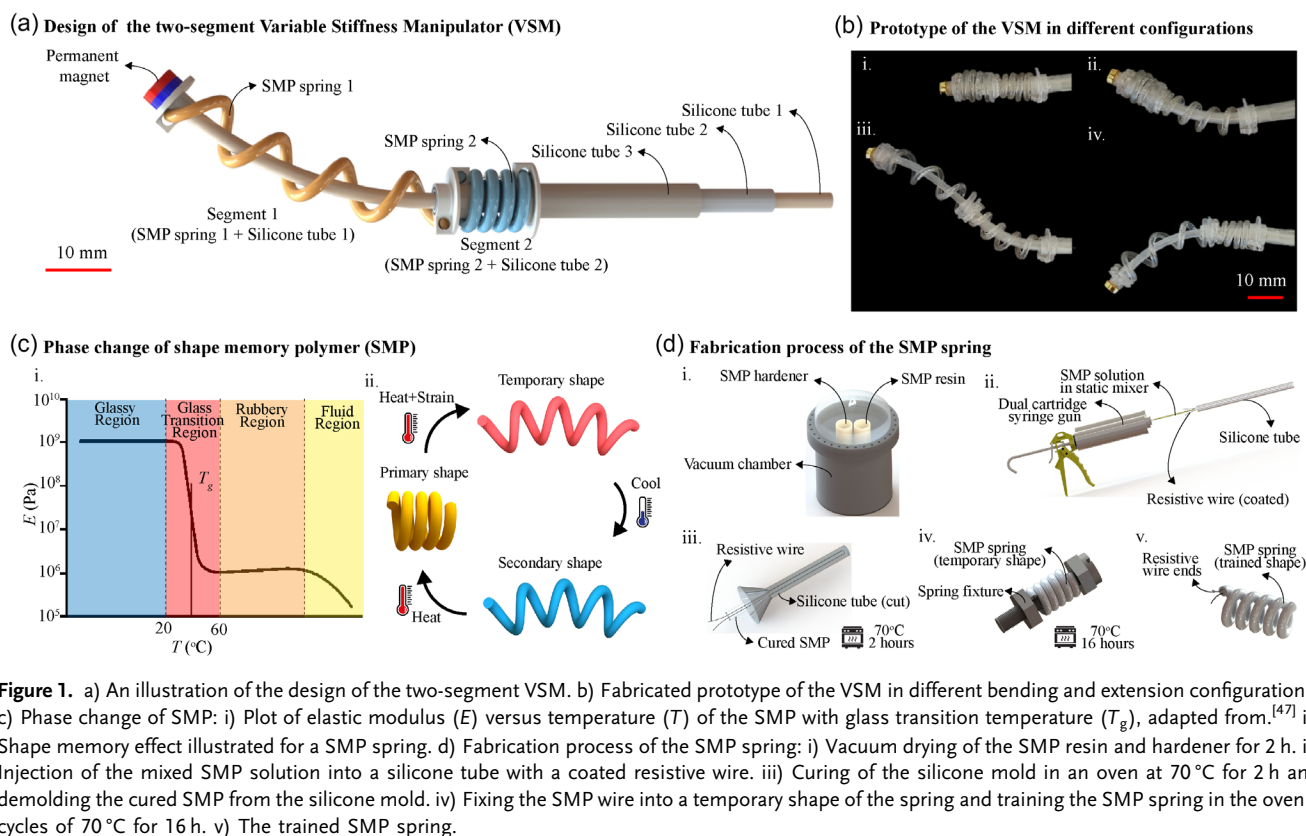 (a) Design of the two-segment Variable Stiffness Manipulator (VSM)
Permanent
magnet
SMP spring 1
Silicone tube 1
Silicone tube 2
SMP spring 2
Silicone tube 3
Segment 1
(SMP spring 1 + Silicone tube 1)
Segment 2
(SMP spring 2 + Silicone tube 2)
10 mm
(b) Prototype of the VSM in different configurations
i.
ii.
iii.
iv.
10 mm
(c) Phase change of shape memory polymer (SMP)
i.
10¹⁰
10⁹
10⁸
10⁷
10⁶
10⁵
E (Pa)
Glassy
Region
Glass
Transition
Region
Rubbery
Region
Fluid
Region
Tg
20
60
T (°C)
ii.
Heat+Strain
Temporary shape
Primary shape
Cool
Secondary shape
Heat
(d) Fabrication process of the SMP spring
i.
SMP hardener
SMP resin
Vacuum chamber
ii.
SMP solution
in static mixer
Dual cartridge
syringe gun
Silicone tube
Resistive wire (coated)
iii.
Resistive wire
Silicone tube (cut)
Cured SMP
70°C
2 hours
iv.
SMP spring
(temporary shape)
Spring fixture
70°C
16 hours
v.
Resistive
wire ends
SMP spring
(trained shape)
Figure 1. a) An illustration of the design of the two-segment VSM. b) Fabricated prototype of the VSM in different bending and extension configuration
c) Phase change of SMP: i) Plot of elastic modulus (E) versus temperature (T) of the SMP with glass transition temperature (Tg), adapted from.[47] i
Shape memory effect illustrated for a SMP spring. d) Fabrication process of the SMP spring: i) Vacuum drying of the SMP resin and hardener for 2 h. i
Injection of the mixed SMP solution into a silicone tube with a coated resistive wire. iii) Curing of the silicone mold in an oven at 70 °C for 2 h an
demolding the cured SMP from the silicone mold. iv) Fixing the SMP wire into a temporary shape of the spring and training the SMP spring in the oven
cycles of 70 °C for 16 h. v) The trained SMP spring.